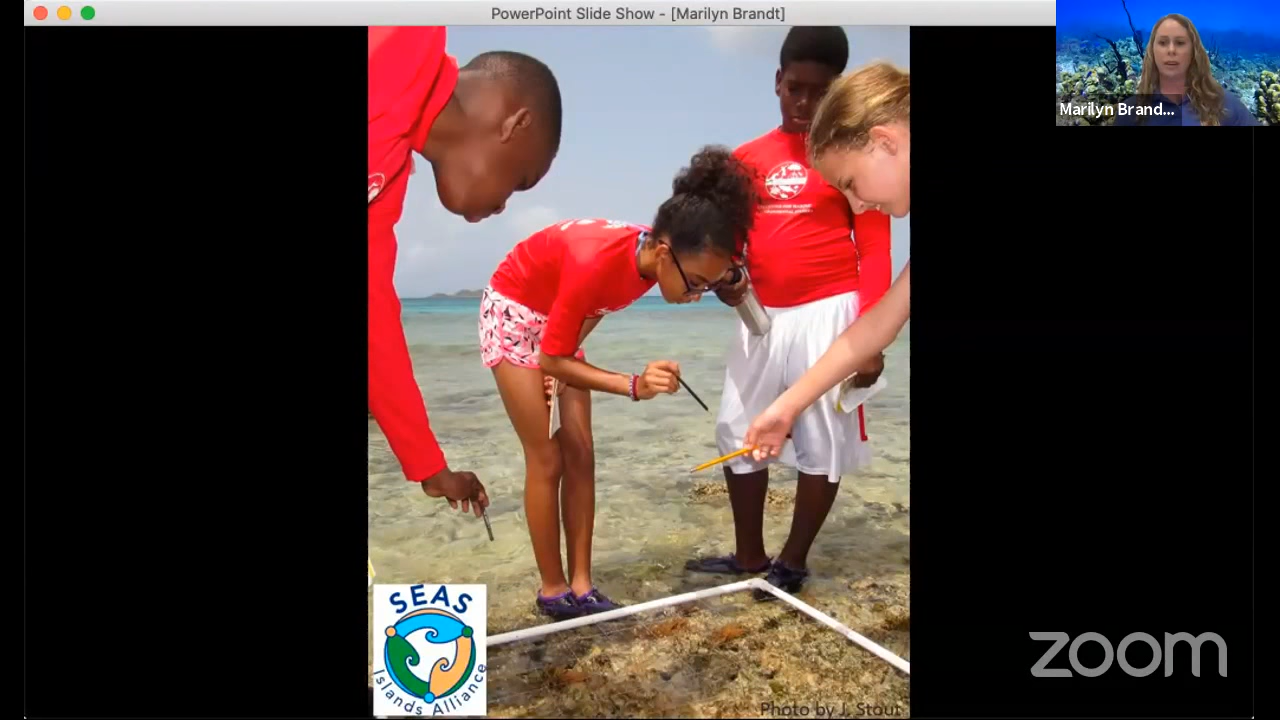 PowerPoint Slide Show - [Marilyn Brandt]
Marilyn Brand...
SEAS
Islands Alliance
zoom
Photo by J. Stout